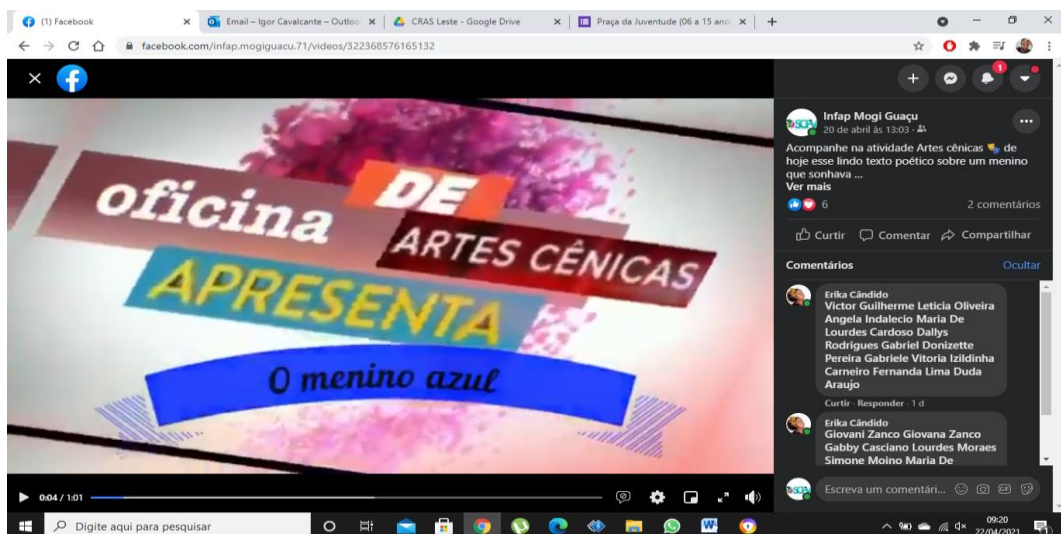 (1) Facebook
Email – Igor Cavalcante – Outloo
CRAS Leste - Google Drive
Praça da Juventude (06 a 15 ano
facebook.com/infap.mogiguacu.71/videos/322368576165132
oficina
DE
ARTES CÊNICAS
APRESENTA
O menino azul
0:04 / 1:01
1
Infap Mogi Guaçu
20 de abril às 13:03 ·
Acompanhe na atividade Artes cênicas 🎭 de
hoje esse lindo texto poético sobre um menino
que sonhava ...
Ver mais
6
2 comentários
Curtir
Comentar
Compartilhar
Comentários
Ocultar
Erika Cândido
Victor Guilherme Leticia Oliveira
Angela Indalecio Maria De
Lourdes Cardoso Dallys
Rodrigues Gabriel Donizette
Pereira Gabriele Vitoria Izildinha
Carneiro Fernanda Lima Duda
Araujo
Curtir · Responder · 1 d
Erika Cândido
Giovani Zanco Giovana Zanco
Gabby Casciano Lourdes Moraes
Simone Moino Maria De
Escreva um comentári...
GIF
Digite aqui para pesquisar
09:20
22/04/2021